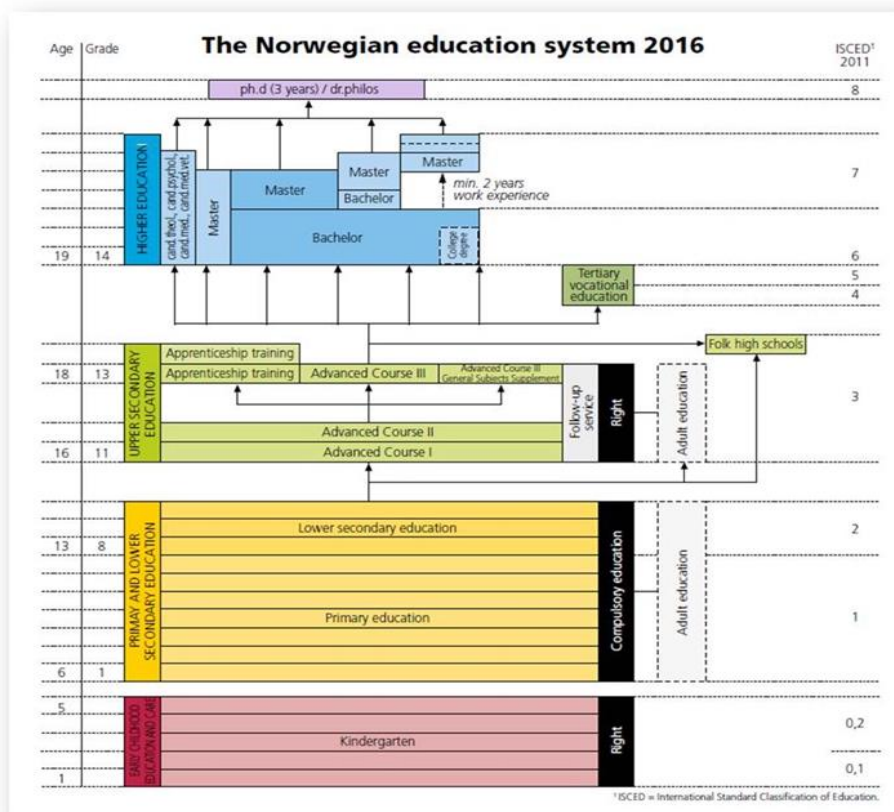 The Norwegian education system 2016
Age
Grade
ISCED¹
2011
ph.d (3 years) / dr.philos
8
HIGHER EDUCATION
cand.theol., cand.psychol.,
cand.med., cand.med.vet.
Master
Master
Master
Bachelor
Master
min. 2 years
work experience
7
Bachelor
College
degree
19
14
6
5
4
Tertiary
vocational
education
Folk high schools
UPPER SECONDARY
EDUCATION
Apprenticeship training
18
13
Apprenticeship training
Advanced Course III
Advanced Course III
General Subjects Supplement
Follow-up
service
Right
Adult education
3
Advanced Course II
16
11
Advanced Course I
PRIMAY AND LOWER
SECONDARY EDUCATION
Lower secondary education
2
13
8
Compulsory education
Adult education
Primary education
1
6
1
EARLY CHILDHOOD
EDUCATION AND CARE
5
Kindergarten
Right
0,2
1
0,1
¹ISCED = International Standard Classification of Education.